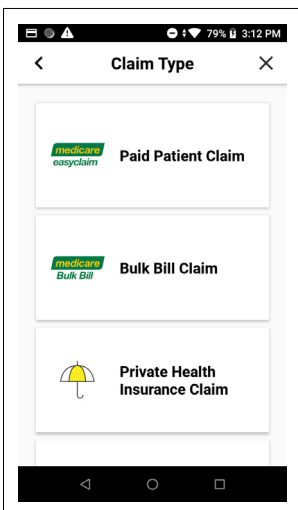 79% 3:12 PM
Claim Type
medicare
easyclaim
Paid Patient Claim
medicare
Bulk Bill
Bulk Bill Claim
Private Health
Insurance Claim